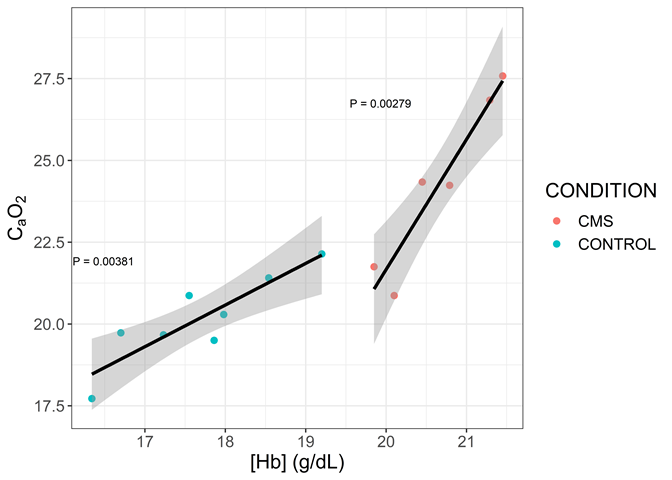 27.5
25.0
22.5
20.0
17.5
CaO2
P = 0.00279
P = 0.00381
17 18 19 20 21
[Hb] (g/dL)
CONDITION
CMS
CONTROL